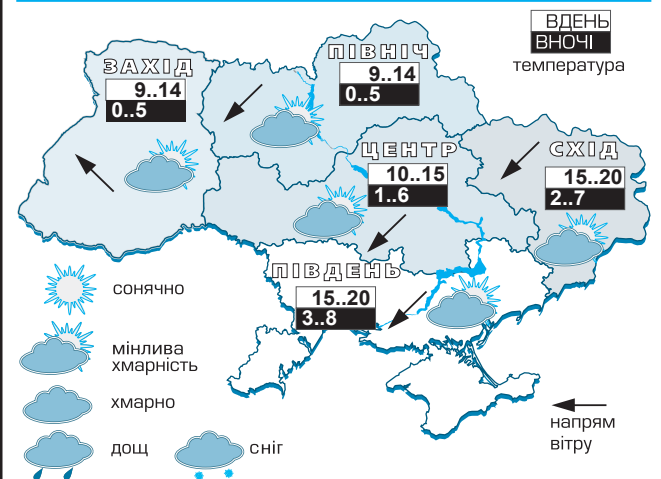 ВДЕНЬ
ВНОЧІ
температура
ЗАХІД
9..14
0..5
ПІВНІЧ
9..14
0..5
ЦЕНТР
10..15
1..6
СХІД
15..20
2..7
ПІВДЕНЬ
15..20
3..8
сонячно
мінлива
хмарність
хмарно
дощ
сніг
напрям
вітру